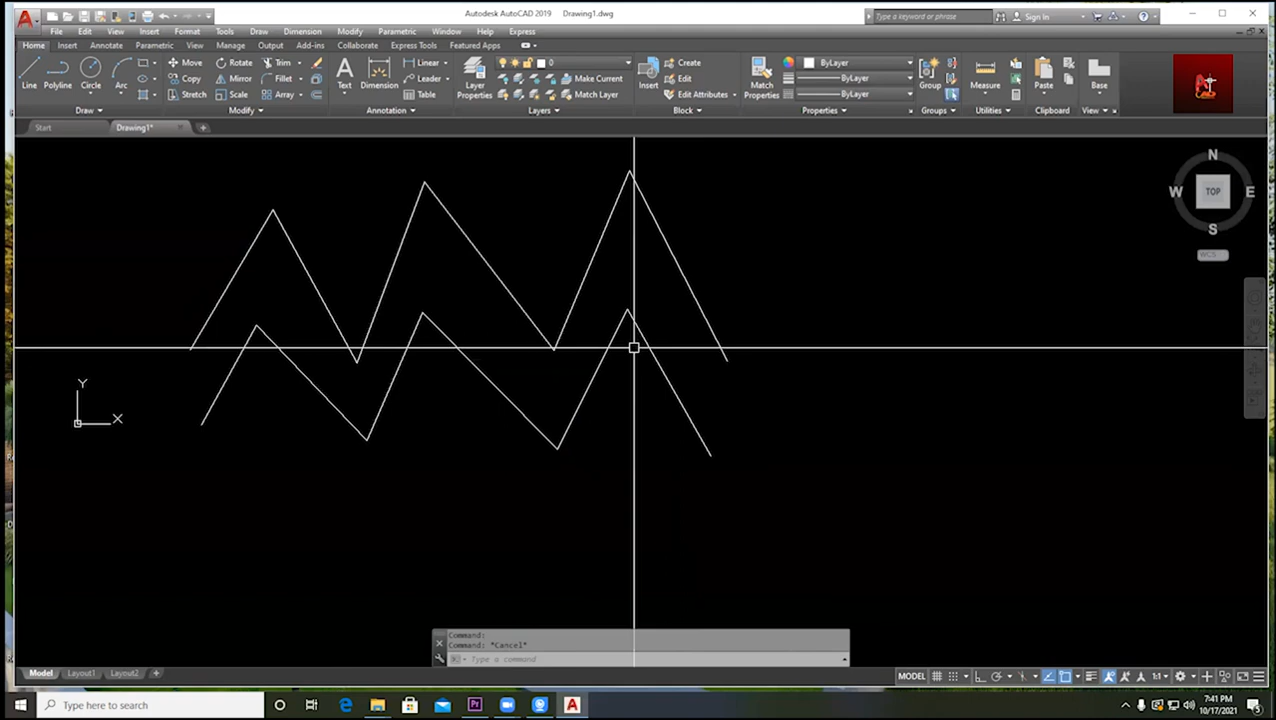 Autodesk AutoCAD 2019 Drawing1.dwg
Type a keyword or phrase
Sign In
File Edit View Insert Format Tools Draw Dimension Modify Parametric Window Help Express
Home Insert Annotate Parametric View Manage Output Add-ins Collaborate Express Tools Featured Apps
Line Polyline Circle Arc
Move Rotate Trim
Copy Mirror Fillet
Stretch Scale Array
Text Dimension
Linear
Leader
Table
Layer Properties
0
Make Current
Match Layer
Insert
Create
Edit
Edit Attributes
Match Properties
ByLayer
ByLayer
ByLayer
Group
Measure
Paste
Base
Draw Modify Annotation Layers Block Properties Groups Utilities Clipboard View
Start Drawing1*
N
W TOP E
S
WCS
Y
X
Command:
Command: *Cancel*
Type a command
Model Layout1 Layout2
MODEL 1:1
Type here to search
7:41 PM
10/17/2021